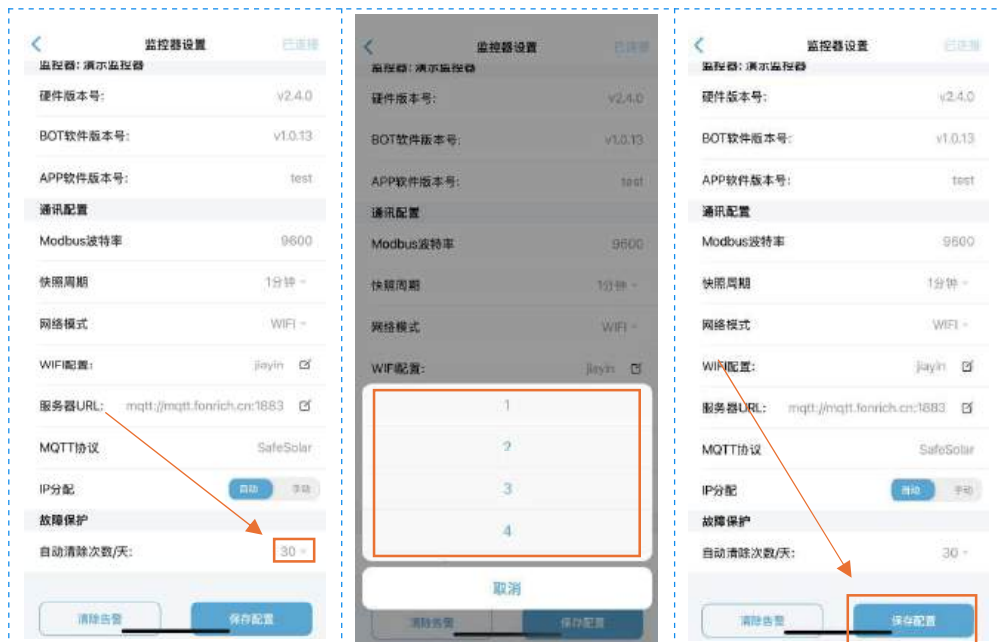 监控器设置 已连接
监控器: 演示监控器
硬件版本号: v2.4.0
BOT软件版本号: v1.0.13
APP软件版本号: test
通讯配置
Modbus波特率 9600
快照周期 1分钟
网络模式 WIFI
WIFI配置: jiayin
服务器URL: mqtt://mqtt.fonrich.cn:1883
MQTT协议 SafeSolar
IP分配 自动 手动
故障保护
自动清除次数/天: 30
清除告警 保存配置
监控器设置 已连接
监控器: 演示监控器
硬件版本号: v2.4.0
BOT软件版本号: v1.0.13
APP软件版本号: test
通讯配置
Modbus波特率 9600
快照周期 1分钟
网络模式 WIFI
WIFI配置: jiayin
1
2
3
4
取消
清除告警 保存配置
监控器设置 已连接
监控器: 演示监控器
硬件版本号: v2.4.0
BOT软件版本号: v1.0.13
APP软件版本号: test
通讯配置
Modbus波特率 9600
快照周期 1分钟
网络模式 WIFI
WIFI配置: jiayin
服务器URL: mqtt://mqtt.fonrich.cn:1883
MQTT协议 SafeSolar
IP分配 自动 手动
故障保护
自动清除次数/天: 30
清除告警 保存配置